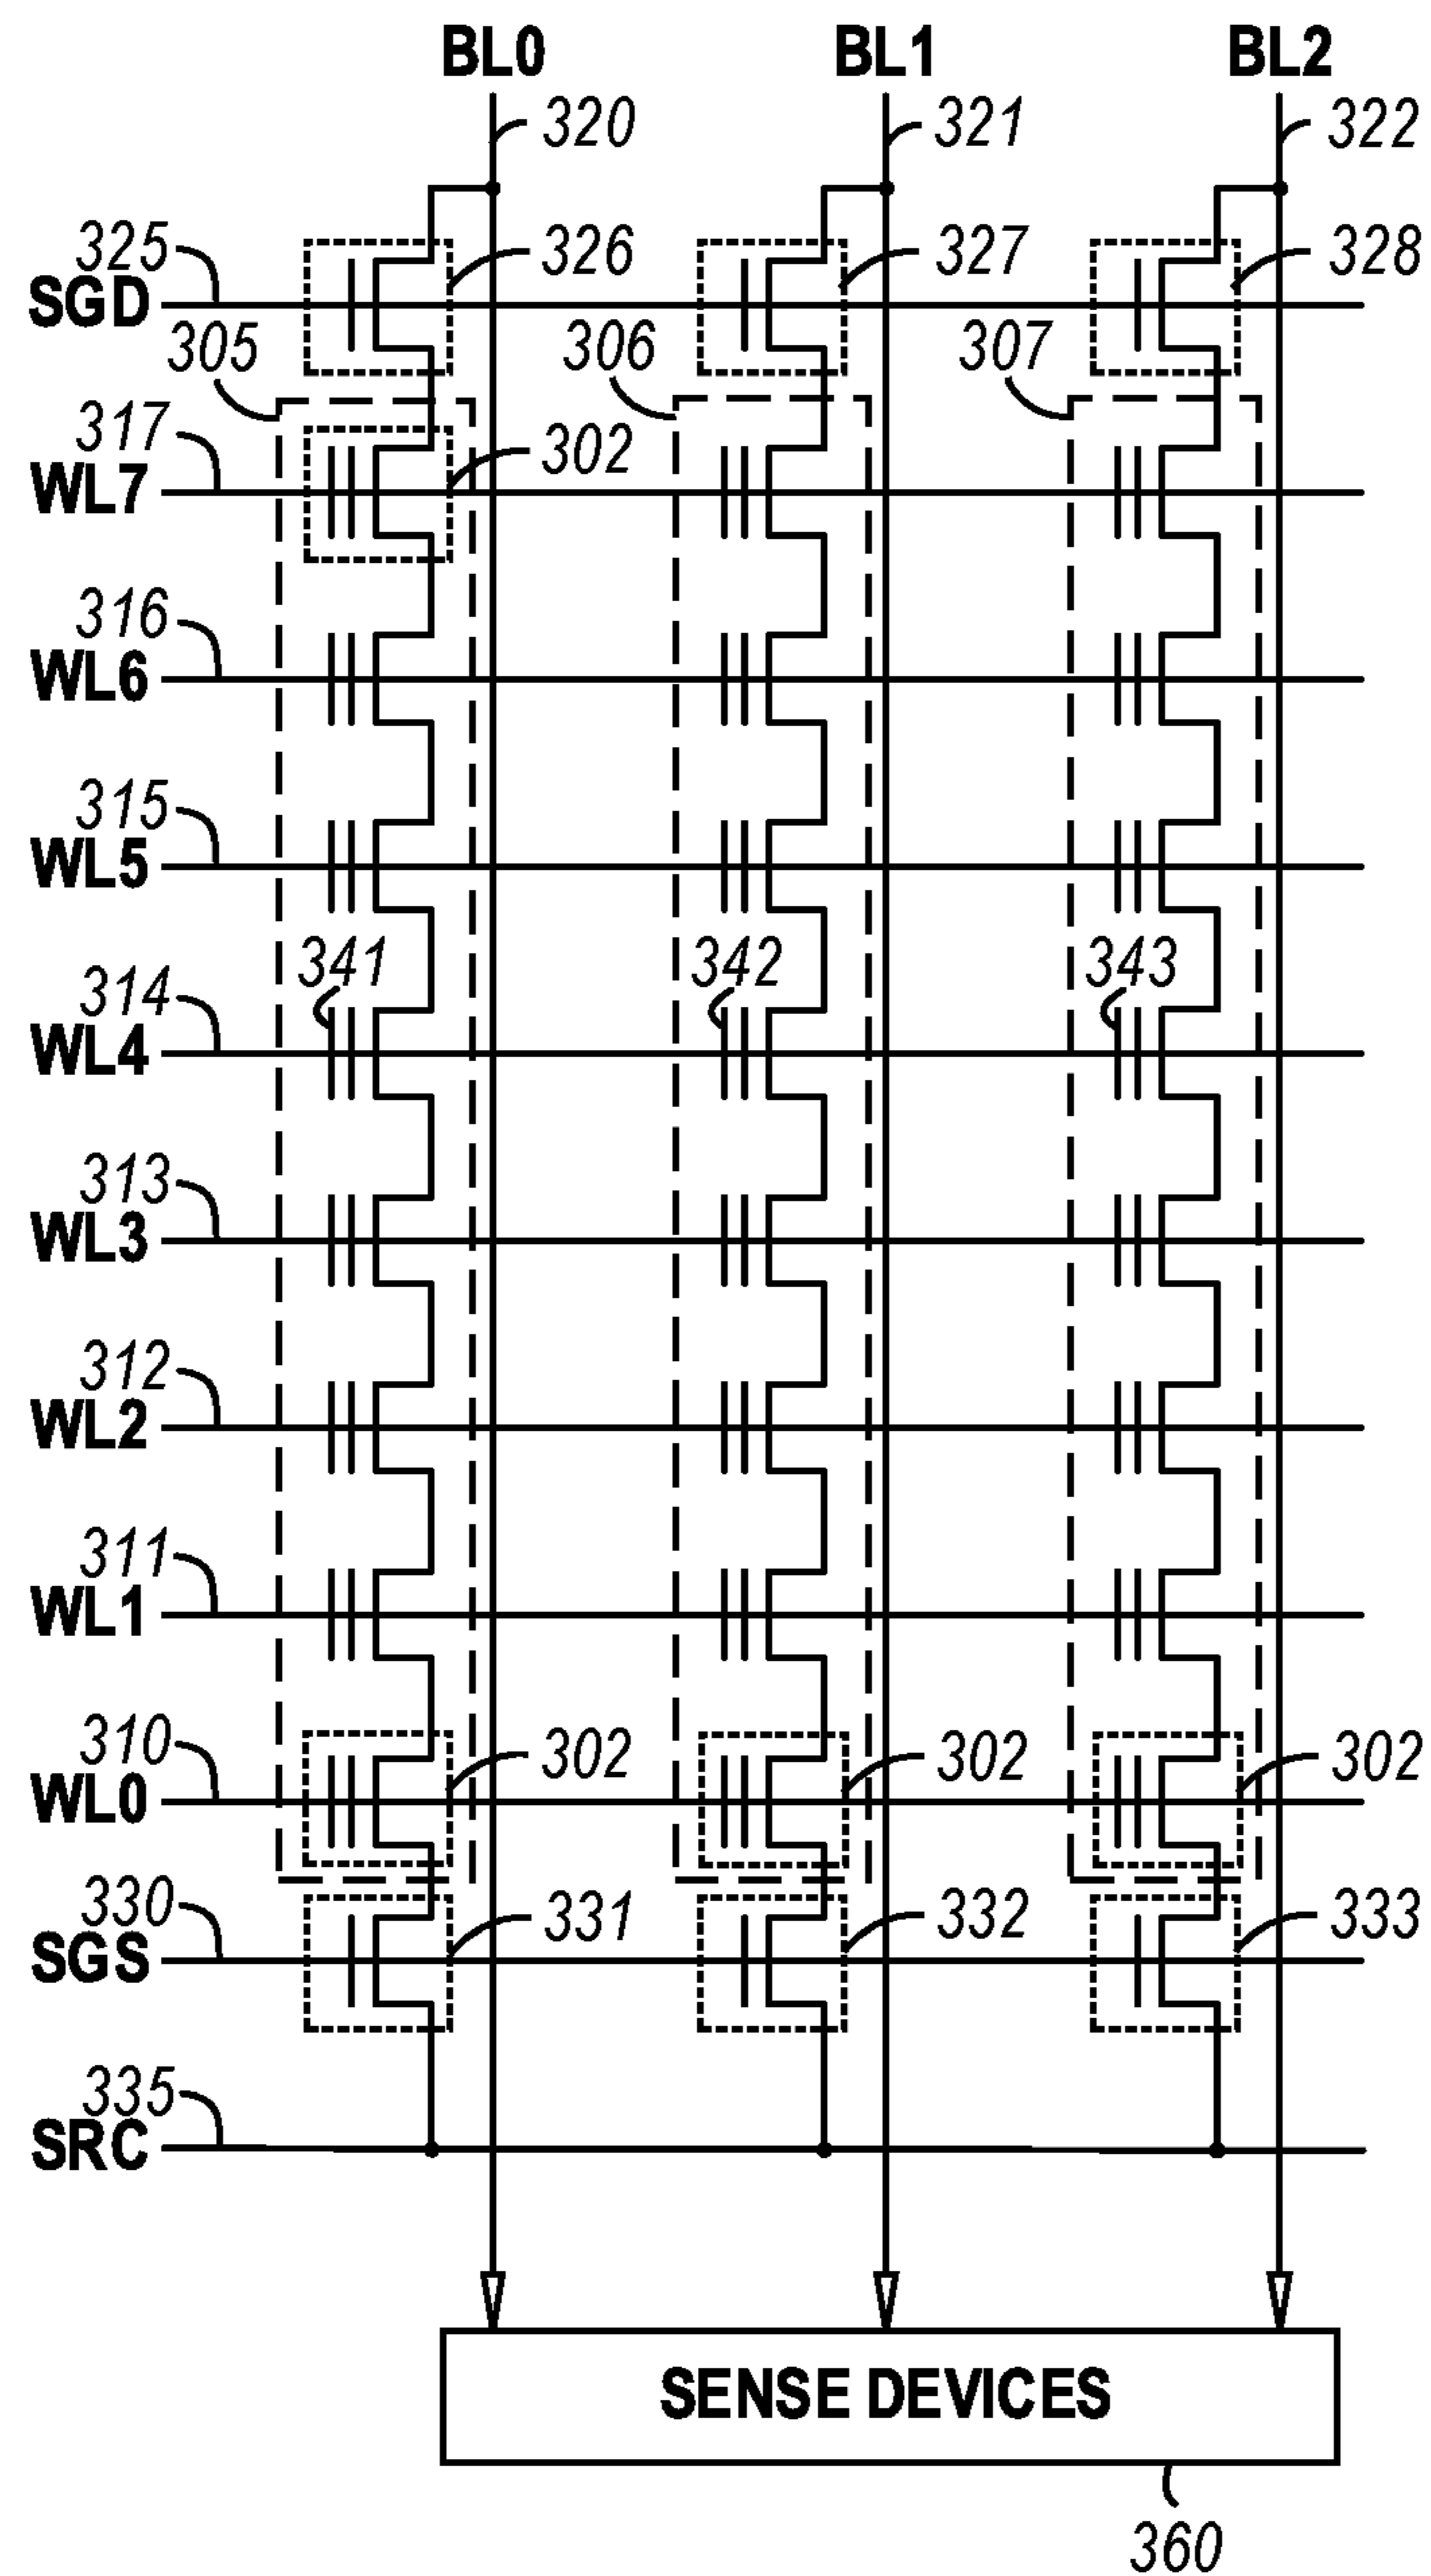 BL0 BL1 BL2
320 321 322
325 326 327 328
SGD
305 306 307
317 302
WL7
316
WL6
315
WL5
341 342 343
314
WL4
313
WL3
312
WL2
311
WL1
310 302 302 302
WL0
330 331 332 333
SGS
335
SRC
SENSE DEVICES
360